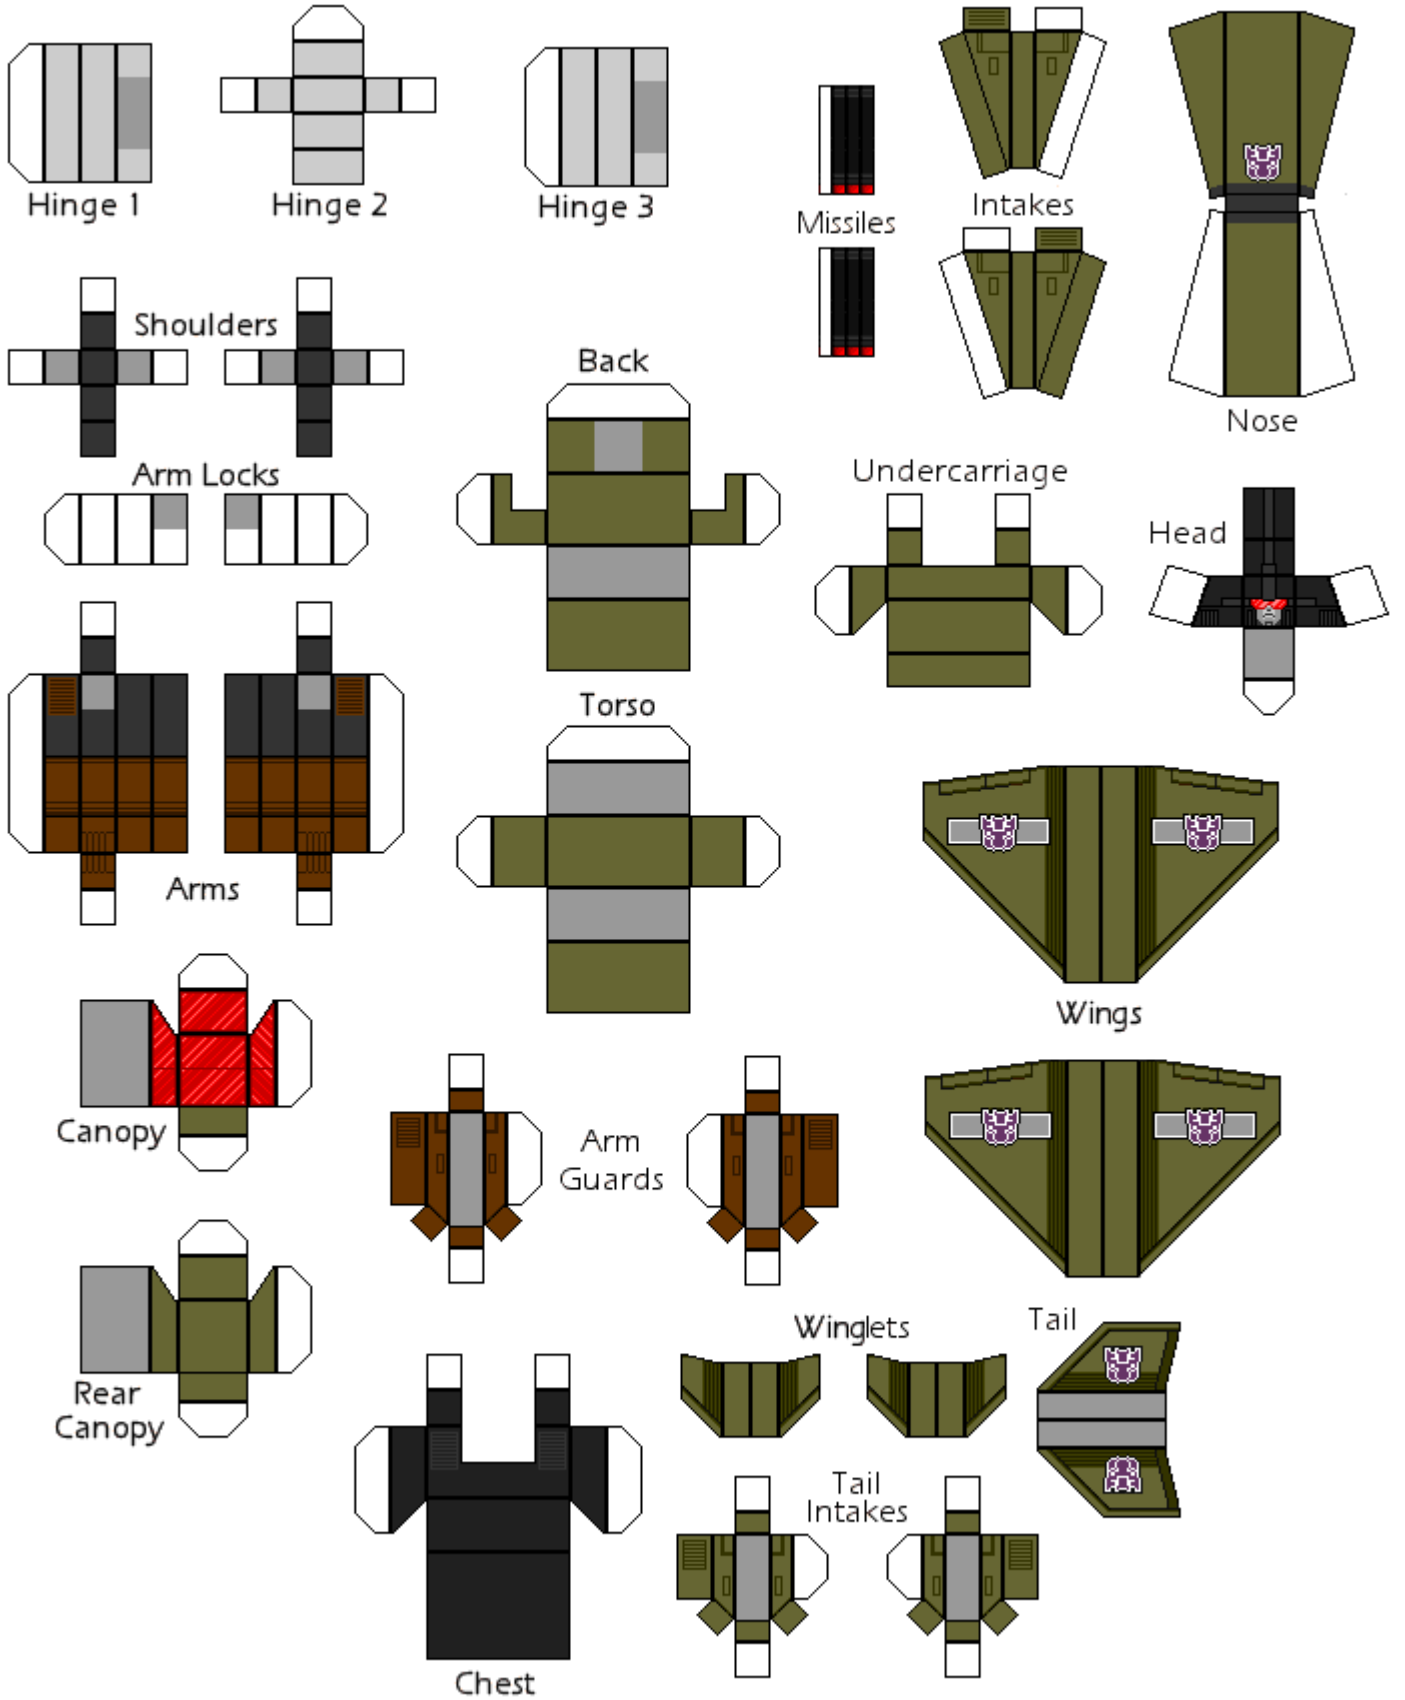 Hinge 1
Hinge 2
Hinge 3
Missiles
Intakes
Nose
Shoulders
Back
Arm Locks
Undercarriage
Head
Torso
Arms
Wings
Canopy
Arm
Guards
Winglets
Tail
Rear
Canopy
Tail
Intakes
Chest